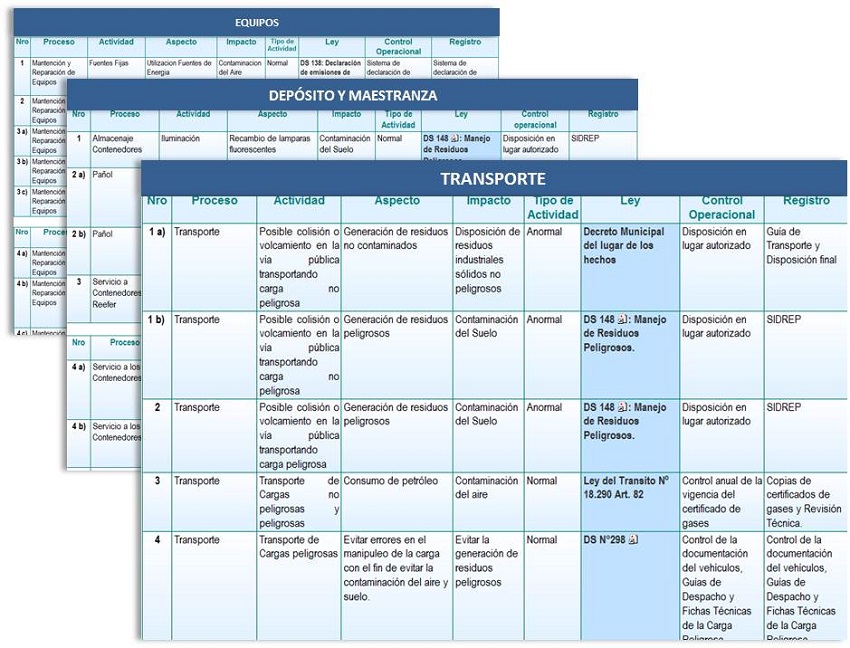 EQUIPOS
Nro Proceso Actividad Aspecto Impacto Tipo de Actividad Ley Control Operacional Registro
1 Mantención y Reparación de Equipos Fuentes Fijas Utilizacion Fuentes de Energia Contaminacion del Aire Normal DS 138: Declaración de emisiones de Sistema de declaración de Sistema de declaración de
2 Mantención Reparación Equipos
3 a) Mantención Reparación Equipos
3 b) Mantención Reparación Equipos
3 c) Mantención Reparación Equipos
Nro Proce
4 a) Mantención Reparación Equipos
4 b) Mantención Reparación Equipos
4 c) Mantención
DEPÓSITO Y MAESTRANZA
Nro Proceso Actividad Aspecto Impacto Tipo de Actividad Ley Control operacional Registro
1 Almacenaje Contenedores Iluminación Recambio de lamparas fluorescentes Contaminación del Suelo Normal DS 148 : Manejo de Residuos Disposición en lugar autorizado SIDREP
2 a) Pañol
2 b) Pañol
3 Servicio a Contenedores Reefer
Nro Proceso
4 a) Servicio a los Contenedores
4 b) Servicio a los Contenedores
TRANSPORTE
Nro Proceso Actividad Aspecto Impacto Tipo de Actividad Ley Control Operacional Registro
1 a) Transporte Posible colisión o volcamiento en la vía pública transportando carga no peligrosa Generación de residuos no contaminados Disposición de residuos industriales sólidos no peligrosos Anormal Decreto Municipal del lugar de los hechos Disposición en lugar autorizado Guía de Transporte y Disposición final
1 b) Transporte Posible colisión o volcamiento en la vía pública transportando carga no peligrosa Generación de residuos peligrosos Contaminación del Suelo Anormal DS 148 : Manejo de Residuos Peligrosos. Disposición en lugar autorizado SIDREP
2 Transporte Posible colisión o volcamiento en la vía pública transportando carga peligrosa Generación de residuos peligrosos Contaminación del Suelo Anormal DS 148 : Manejo de Residuos Peligrosos. Disposición en lugar autorizado SIDREP
3 Transporte Transporte de Cargas no peligrosas y peligrosas Consumo de petróleo Contaminación del aire Normal Ley del Transito Nº 18.290 Art. 82 Control anual de la vigencia del certificado de gases Copias de certificados de gases y Revisión Técnica.
4 Transporte Transporte de Cargas peligrosas Evitar errores en el manipuleo de la carga con el fin de evitar la contaminación del aire y suelo. Evitar la generación de residuos peligrosos Normal DS Nº298 Control de la documentación del vehículos, Guias de Despacho y Fichas Técnicas de la Carga Peligrosa Control de la documentación del vehículos, Guias de Despacho y Fichas Técnicas de la Carga Peligrosa